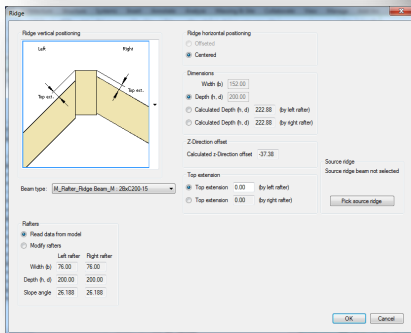 Ridge
Ridge vertical positioning
Left
Right
Top ext.
Top ext.
Beam type:
M_Rafter_Ridge Beam_M : 2BxC200-15
Rafters
Read data from model
Modify rafters
Left rafter
Right rafter
Width (b) 76.00 76.00
Depth (h, d) 200.00 200.00
Slope angle 26.188 26.188
Ridge horizontal positioning
Offseted
Centered
Dimensions
Width (b) 152.00
Depth (h, d) 200.00
Calculated Depth (h, d) 222.88 (by left rafter)
Calculated Depth (h, d) 222.88 (by right rafter)
Z-Direction offset
Calculated z-Direction offset -37.38
Top extension
Top extension 0.00 (by left rafter)
Top extension 0.00 (by right rafter)
Source ridge
Source ridge beam not selected
Pick source ridge
OK
Cancel